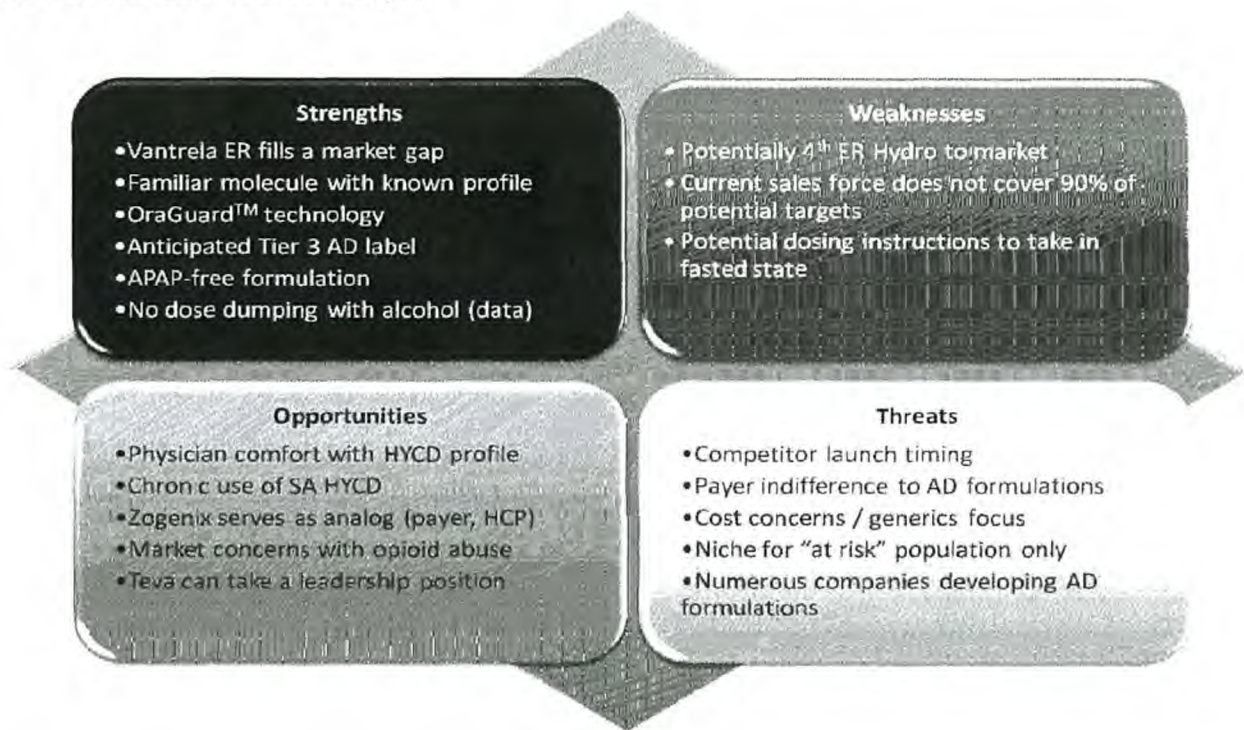 Strengths
•Vantrela ER fills a market gap
•Familiar molecule with known profile
•OraGuard™ technology
•Anticipated Tier 3 AD label
•APAP-free formulation
•No dose dumping with alcohol (data)
Weaknesses
• Potentially 4th ER Hydro to market
• Current sales force does not cover 90% of
potential targets
• Potential dosing instructions to take in
fasted state
Opportunities
•Physician comfort with HYCD profile
•Chronic use of SA HYCD
•Zogenix serves as analog (payer, HCP)
•Market concerns with opioid abuse
•Teva can take a leadership position
Threats
•Competitor launch timing
•Payer indifference to AD formulations
•Cost concerns / generics focus
•Niche for "at risk" population only
•Numerous companies developing AD
formulations